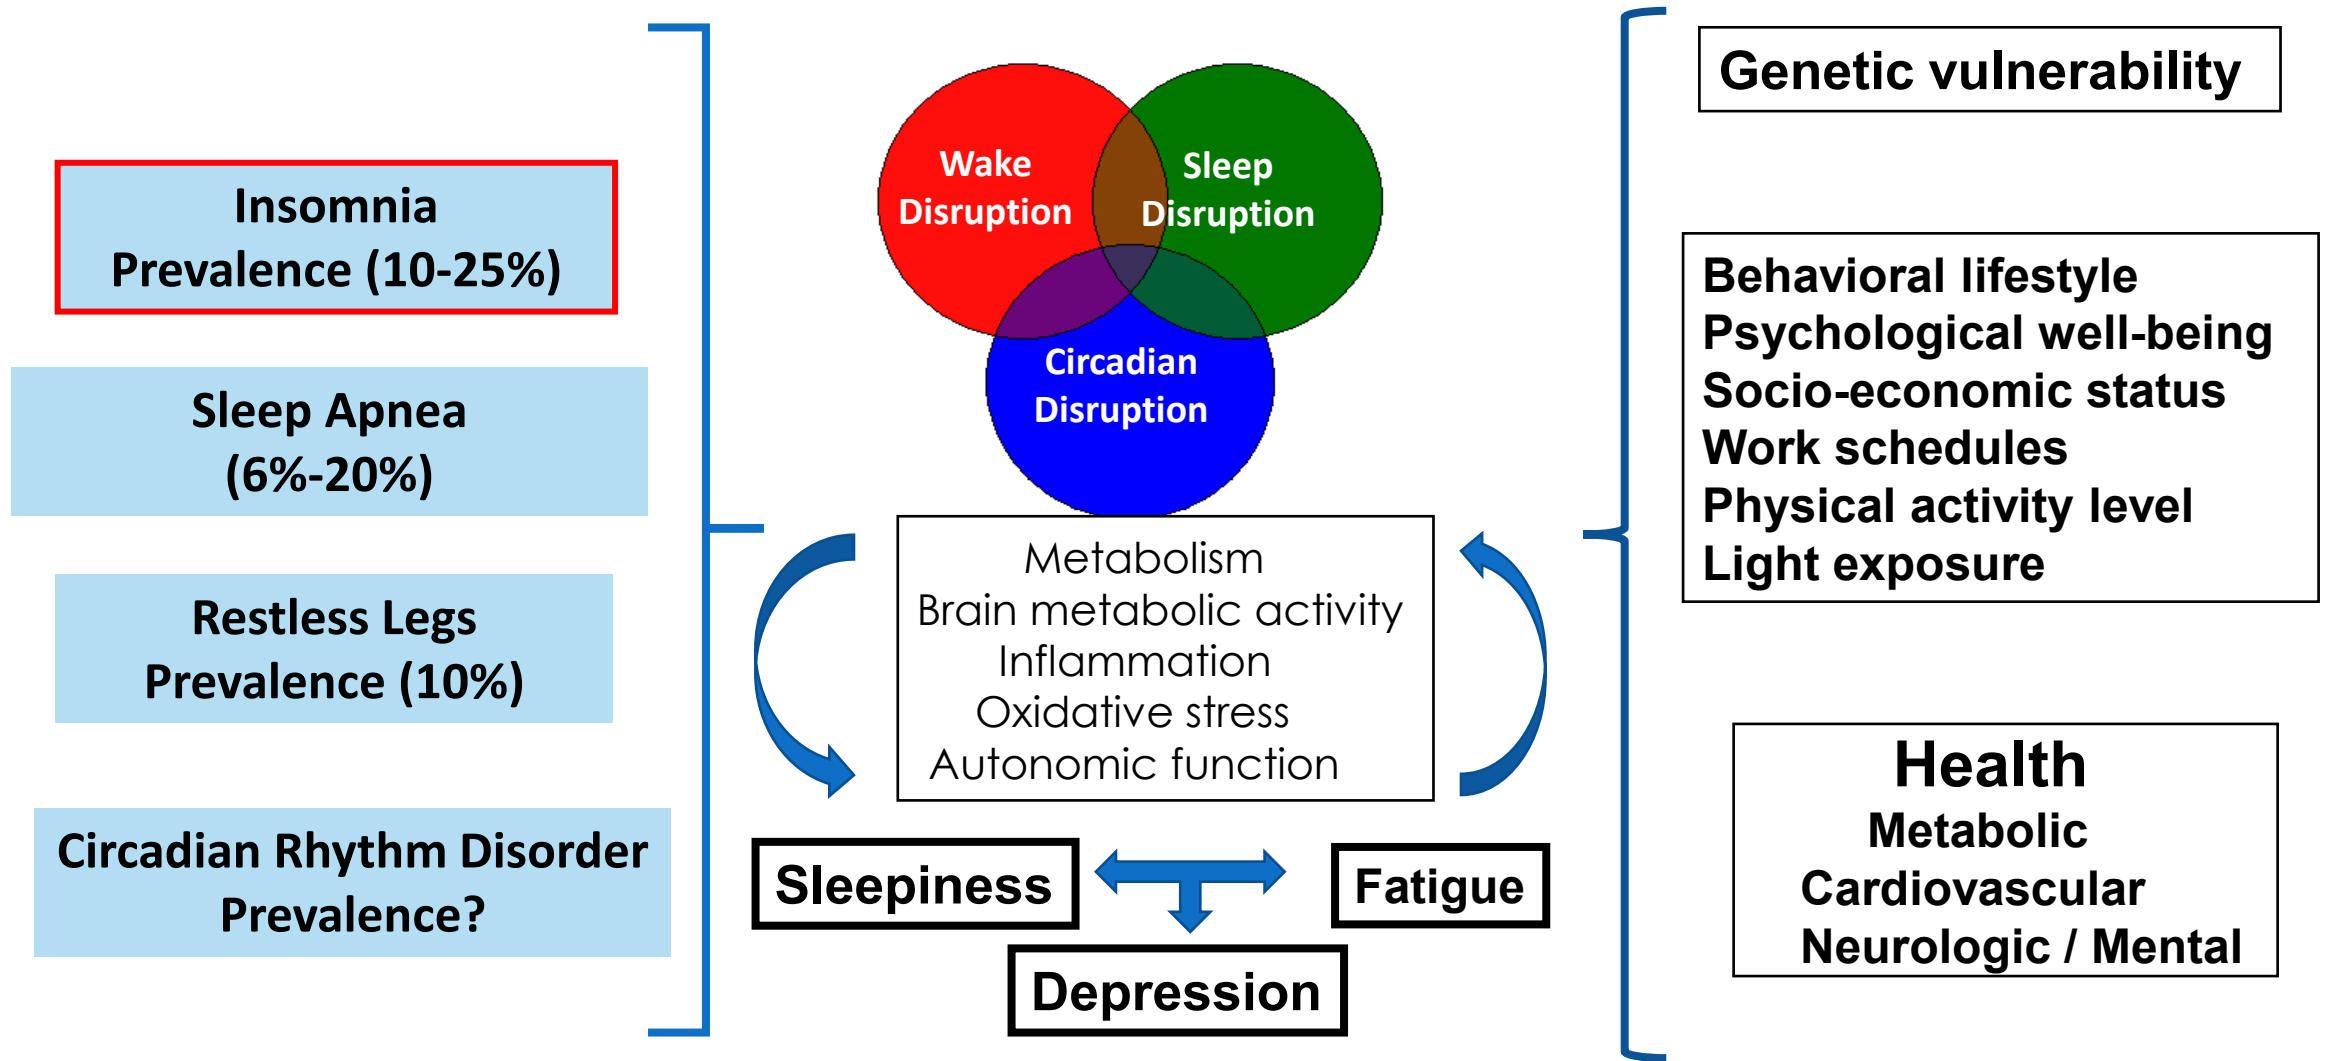 Insomnia
Prevalence (10-25%)
Sleep Apnea
(6%-20%)
Restless Legs
Prevalence (10%)
Circadian Rhythm Disorder
Prevalence?
Wake
Disruption
Sleep
Disruption
Circadian
Disruption
Metabolism
Brain metabolic activity
Inflammation
Oxidative stress
Autonomic function
Sleepiness
Fatigue
Depression
Genetic vulnerability
Behavioral lifestyle
Psychological well-being
Socio-economic status
Work schedules
Physical activity level
Light exposure
Health
Metabolic
Cardiovascular
Neurologic / Mental